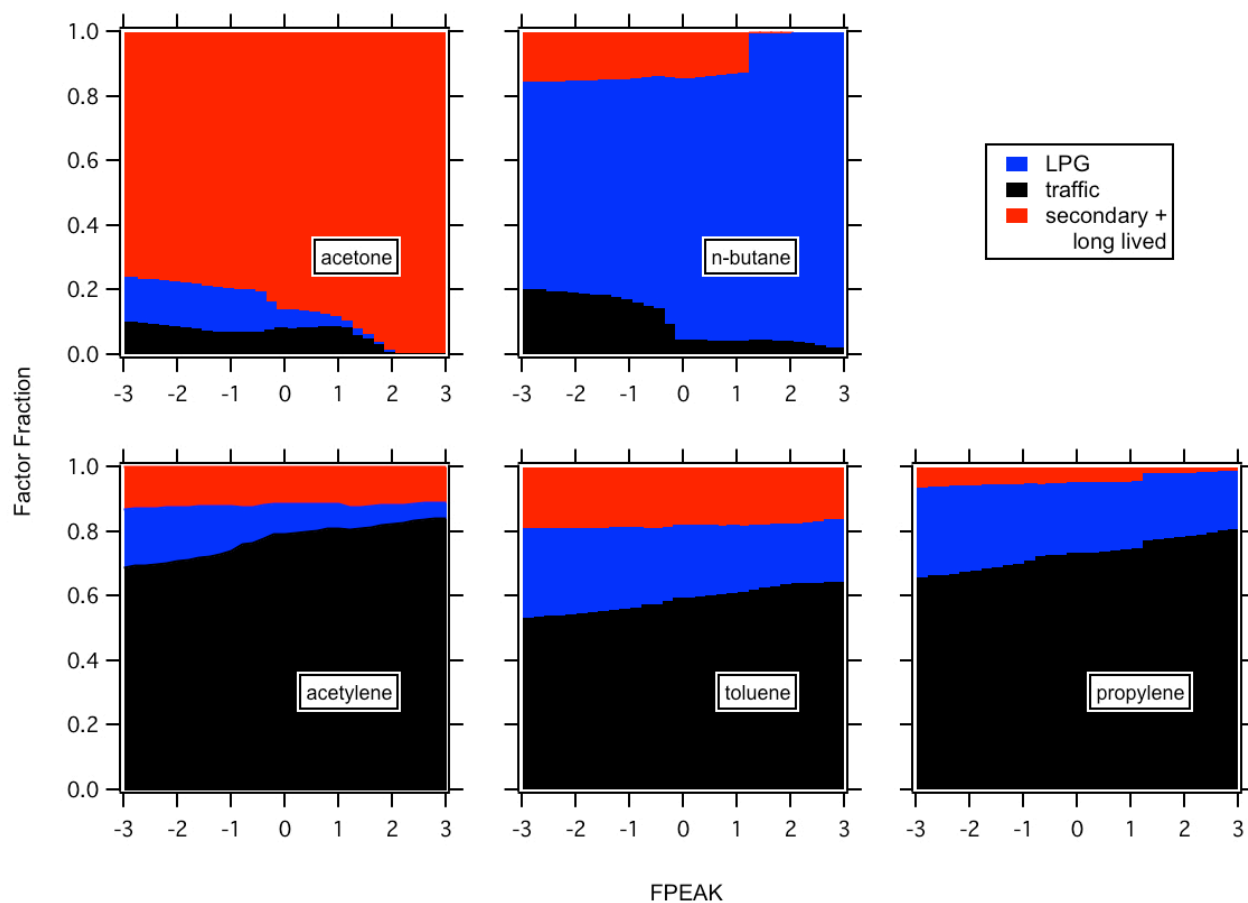 1.0
0.8
0.6
0.4
0.2
0.0
acetone
-3 -2 -1 0 1 2 3
n-butane
-3 -2 -1 0 1 2 3
LPG
traffic
secondary +
long lived
Factor Fraction
1.0
0.8
0.6
0.4
0.2
0.0
acetylene
-3 -2 -1 0 1 2 3
toluene
-3 -2 -1 0 1 2 3
propylene
-3 -2 -1 0 1 2 3
FPEAK